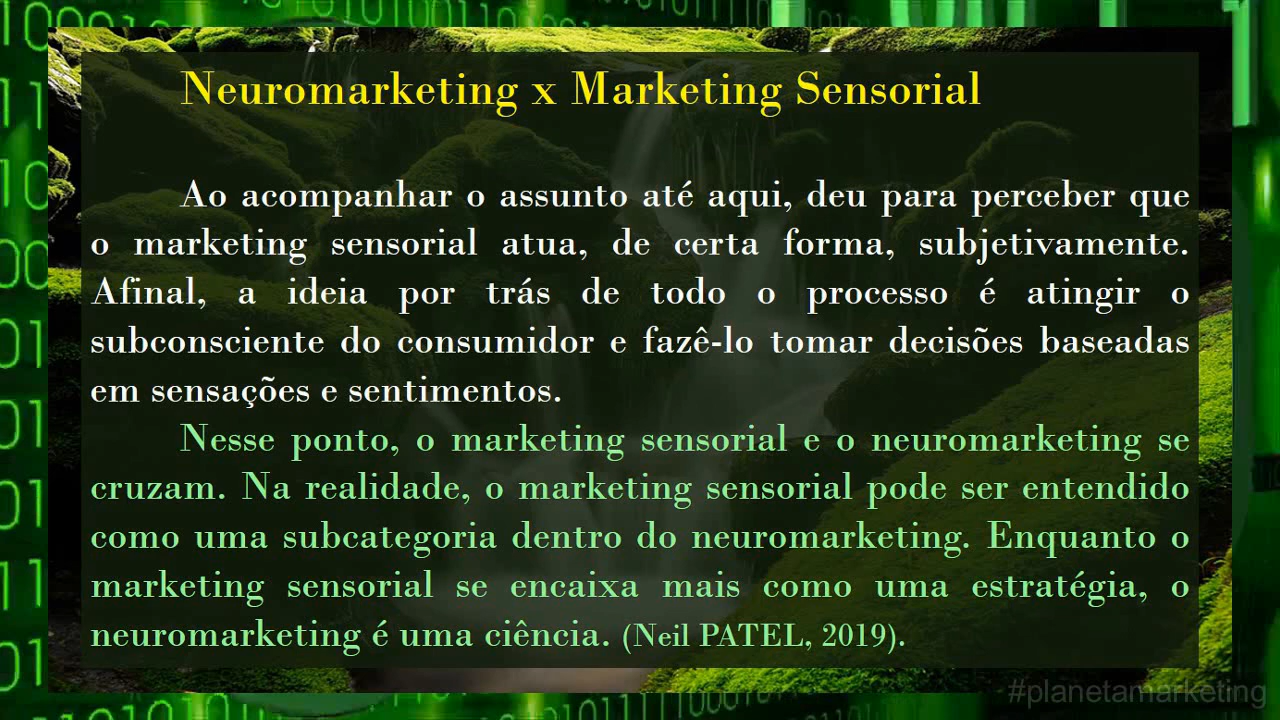 Neuromarketing x Marketing Sensorial
Ao acompanhar o assunto até aqui, deu para perceber que
o marketing sensorial atua, de certa forma, subjetivamente.
Afinal, a ideia por trás de todo o processo é atingir o
subconsciente do consumidor e fazê-lo tomar decisões baseadas
em sensações e sentimentos.
Nesse ponto, o marketing sensorial e o neuromarketing se
cruzam. Na realidade, o marketing sensorial pode ser entendido
como uma subcategoria dentro do neuromarketing. Enquanto o
marketing sensorial se encaixa mais como uma estratégia, o
neuromarketing é uma ciência. (Neil PATEL, 2019).
#planetamarketing